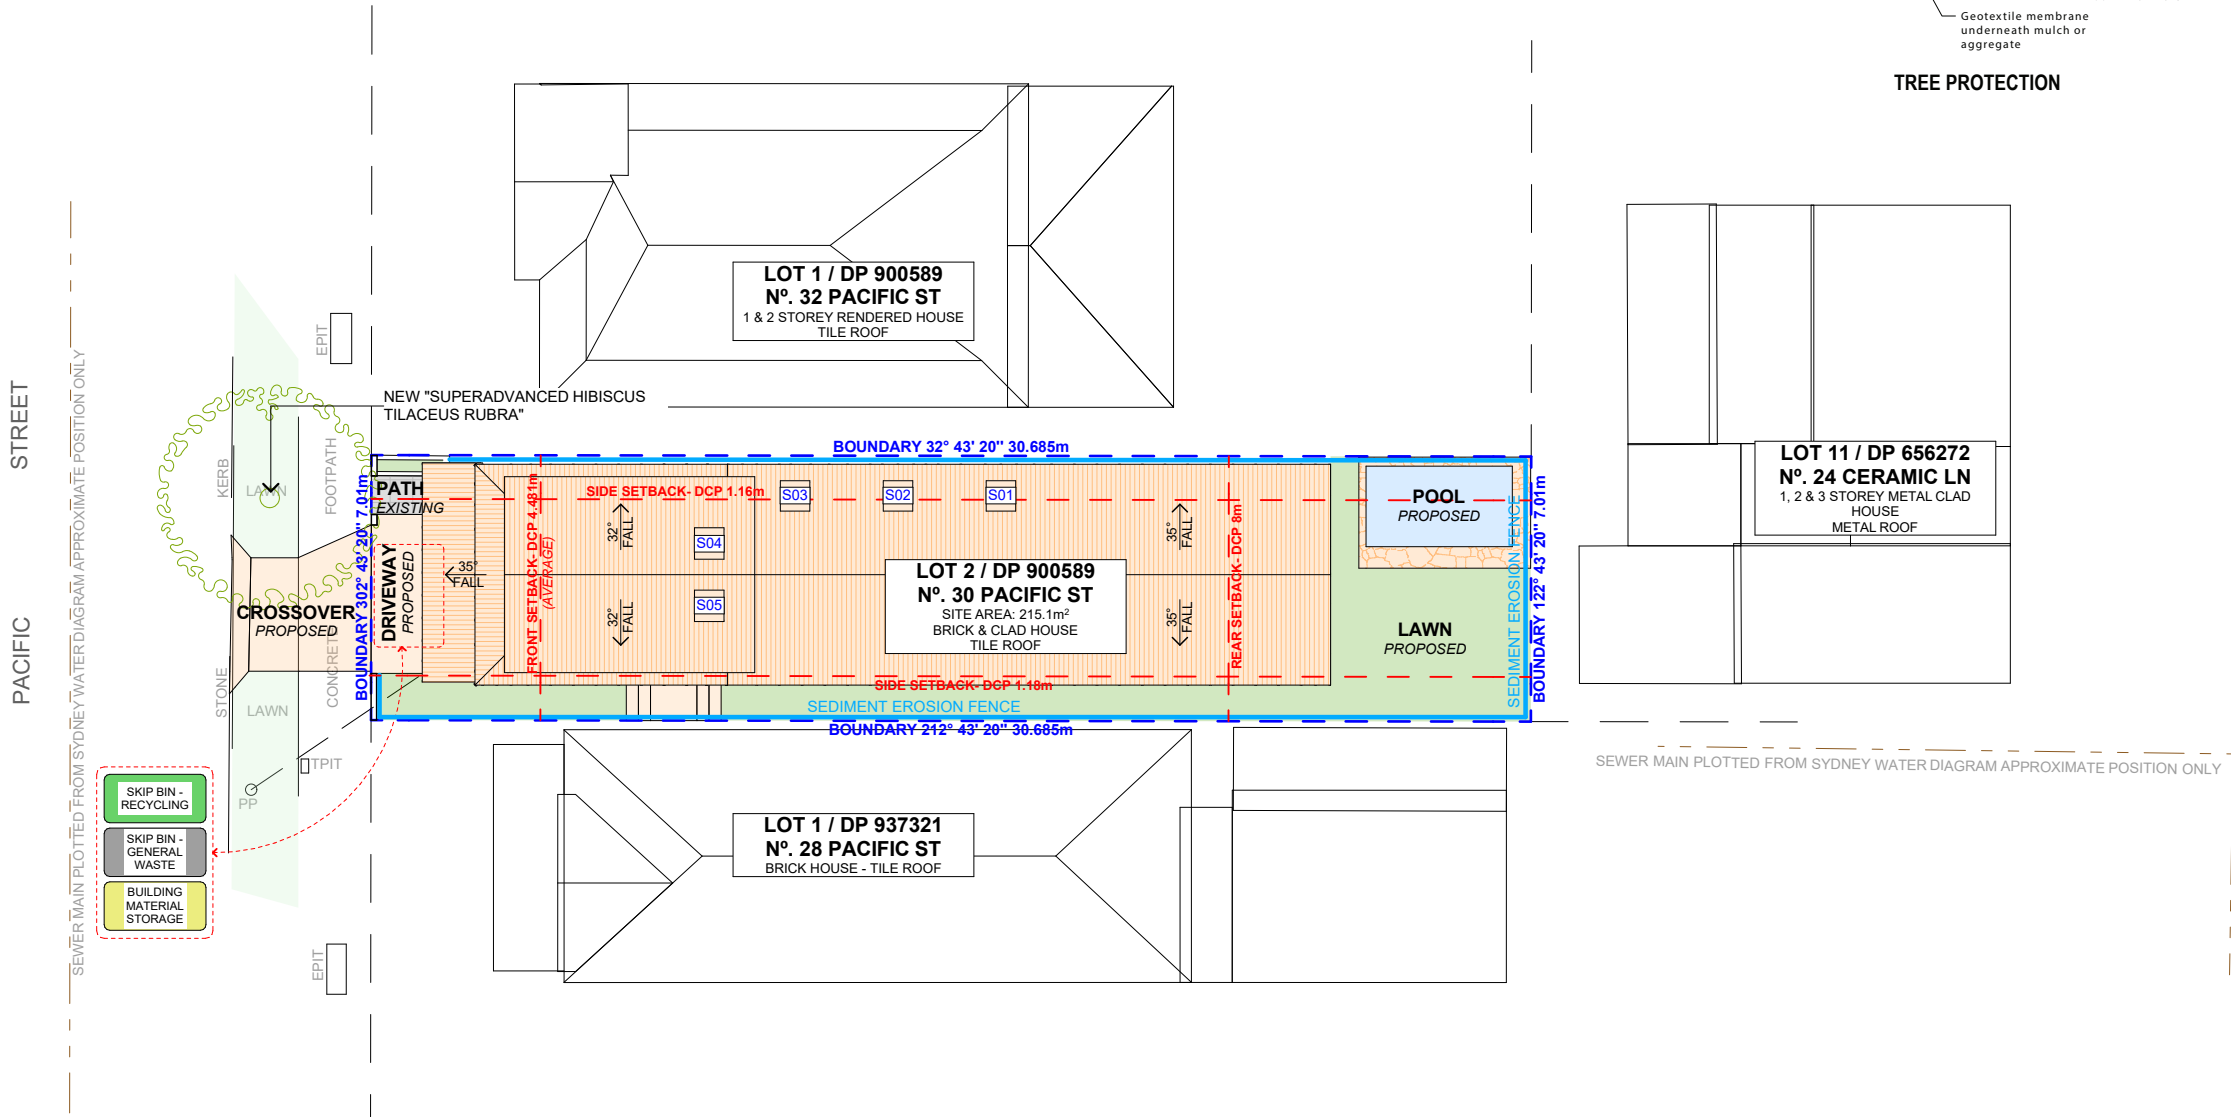 Geotextile membrane
underneath mulch or
aggregate
TREE PROTECTION
LOT 1 / DP 900589
Nº. 32 PACIFIC ST
1 & 2 STOREY RENDERED HOUSE
TILE ROOF
EPIT
STREET
PACIFIC
SEWER MAIN PLOTTED FROM SYDNEY WATER DIAGRAM APPROXIMATE POSITION ONLY
NEW "SUPERADVANCED HIBISCUS
TILACEUS RUBRA"
KERB
LAWN
FOOTPATH
BOUNDARY 32° 43' 20" 30.685m
BOUNDARY 302° 43' 20" 7.01m
PATH
EXISTING
SIDE SETBACK- DCP 1.16m
S03
S02
S01
S04
S05
FRONT SETBACK- DCP 4.481m
(AVERAGE)
32°
FALL
35°
FALL
35°
FALL
32°
FALL
35°
FALL
REAR SETBACK- DCP 8m
POOL
PROPOSED
LOT 2 / DP 900589
Nº. 30 PACIFIC ST
SITE AREA: 215.1m²
BRICK & CLAD HOUSE
TILE ROOF
LAWN
PROPOSED
SEDIMENT EROSION FENCE
BOUNDARY 122° 43' 20" 7.01m
CROSSOVER
PROPOSED
DRIVEWAY
PROPOSED
STONE
CONCRETE
LAWN
SIDE SETBACK- DCP 1.18m
SEDIMENT EROSION FENCE
BOUNDARY 212° 43' 20" 30.685m
LOT 11 / DP 656272
Nº. 24 CERAMIC LN
1, 2 & 3 STOREY METAL CLAD
HOUSE
METAL ROOF
SEWER MAIN PLOTTED FROM SYDNEY WATER DIAGRAM APPROXIMATE POSITION ONLY
TPIT
PP
SKIP BIN -
RECYCLING
SKIP BIN -
GENERAL
WASTE
BUILDING
MATERIAL
STORAGE
EPIT
LOT 1 / DP 937321
Nº. 28 PACIFIC ST
BRICK HOUSE - TILE ROOF